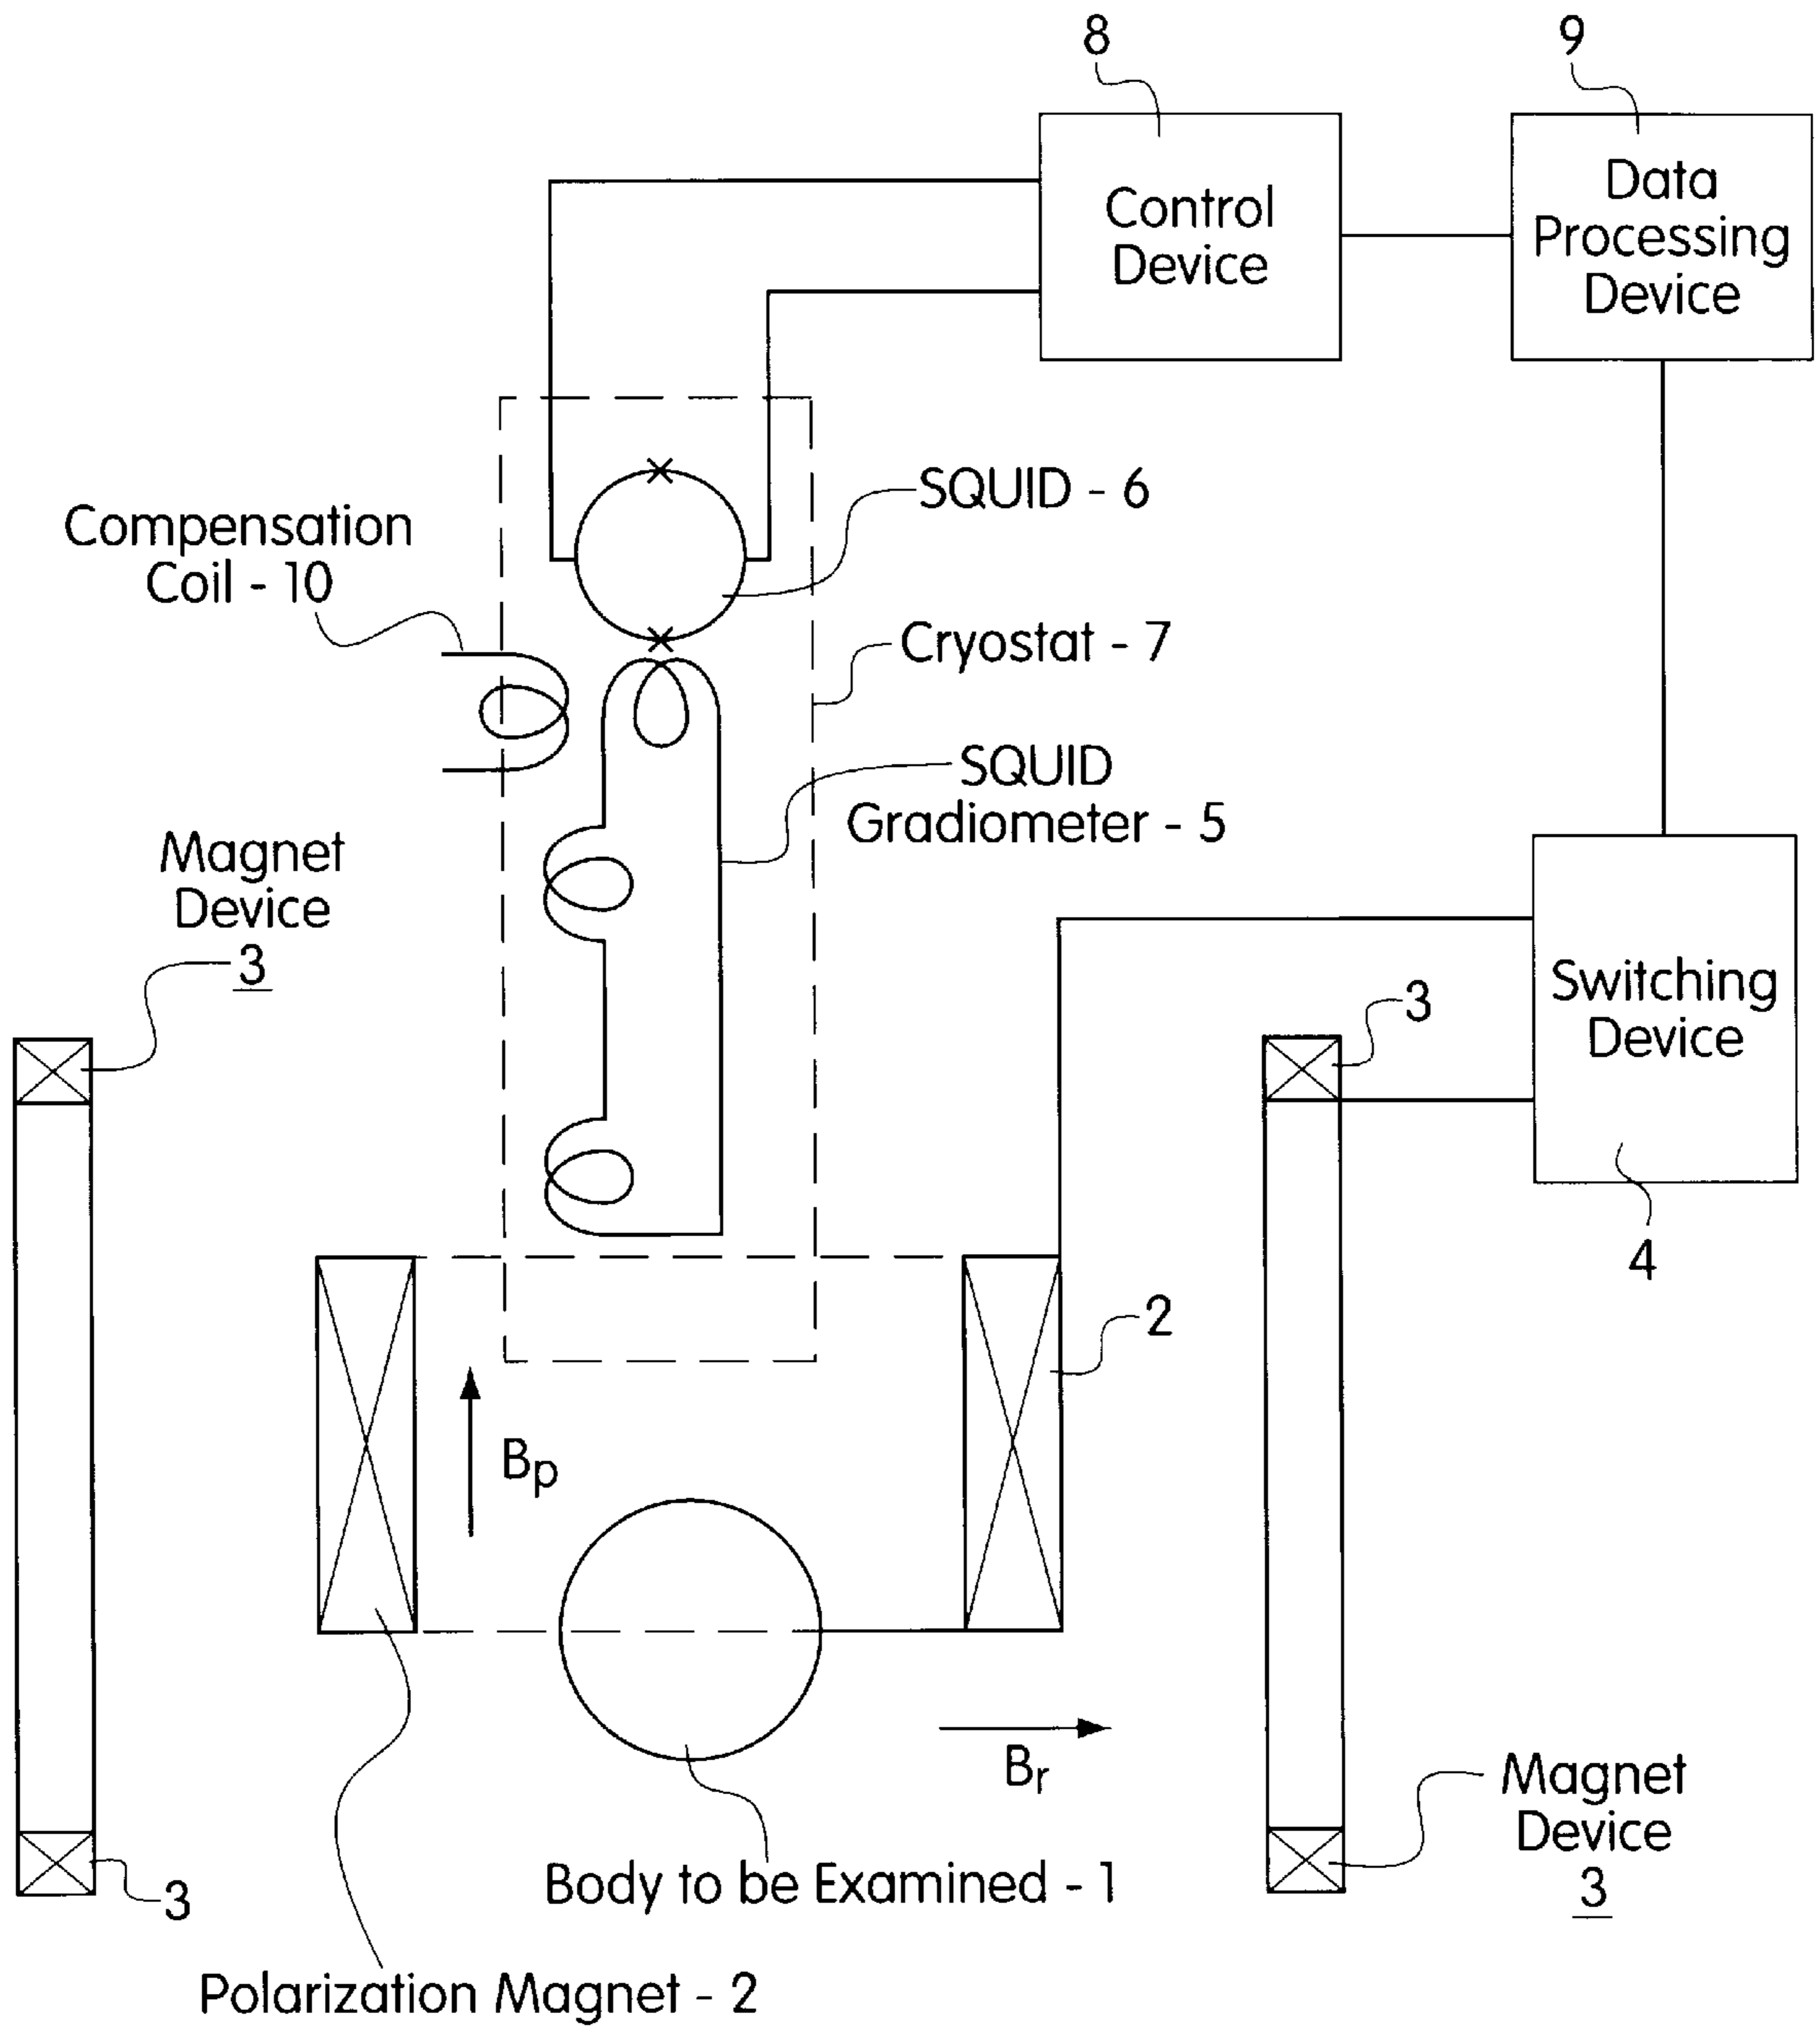 8
9
Control
Device
Data
Processing
Device
SQUID - 6
Compensation
Coil - 10
Cryostat - 7
SQUID
Gradiometer - 5
Magnet
Device
3
Switching
Device
3
4
2
Bp
Br
Magnet
Device
3
Body to be Examined - 1
3
Polarization Magnet - 2